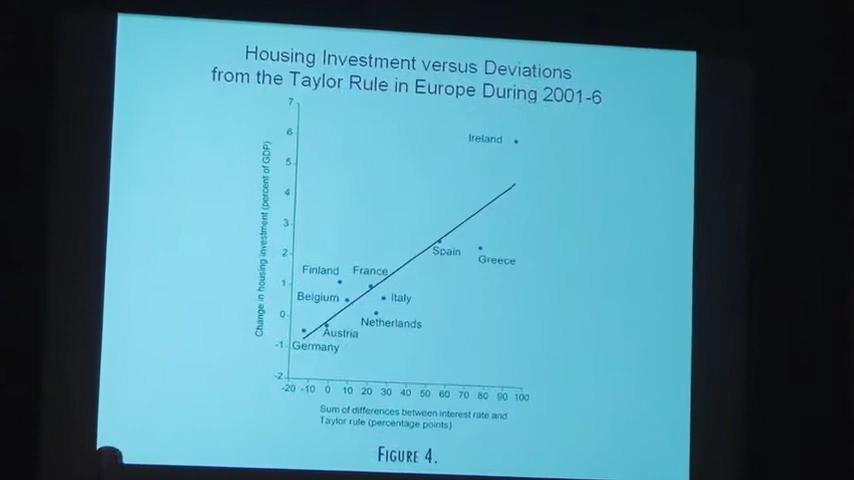 Housing Investment versus Deviations
from the Taylor Rule in Europe During 2001-6
7
6
5
4
3
2
1
0
-1
-2
Change in housing investment (percent of GDP)
Ireland
Spain
Greece
Finland
France
Belgium
Italy
Netherlands
Austria
Germany
-20 -10 0 10 20 30 40 50 60 70 80 90 100
Sum of differences between interest rate and
Taylor rule (percentage points)
FIGURE 4.